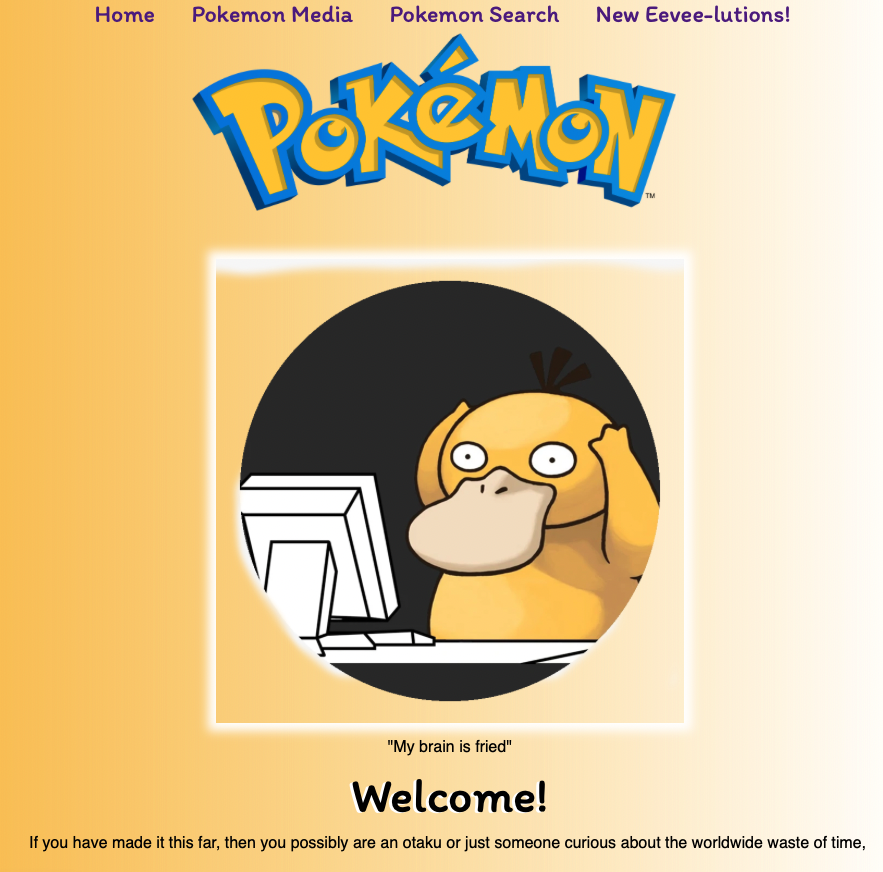 Home Pokemon Media Pokemon Search New Eevee-lutions!
POKéMON
TM
"My brain is fried"
Welcome!
If you have made it this far, then you possibly are an otaku or just someone curious about the worldwide waste of time,